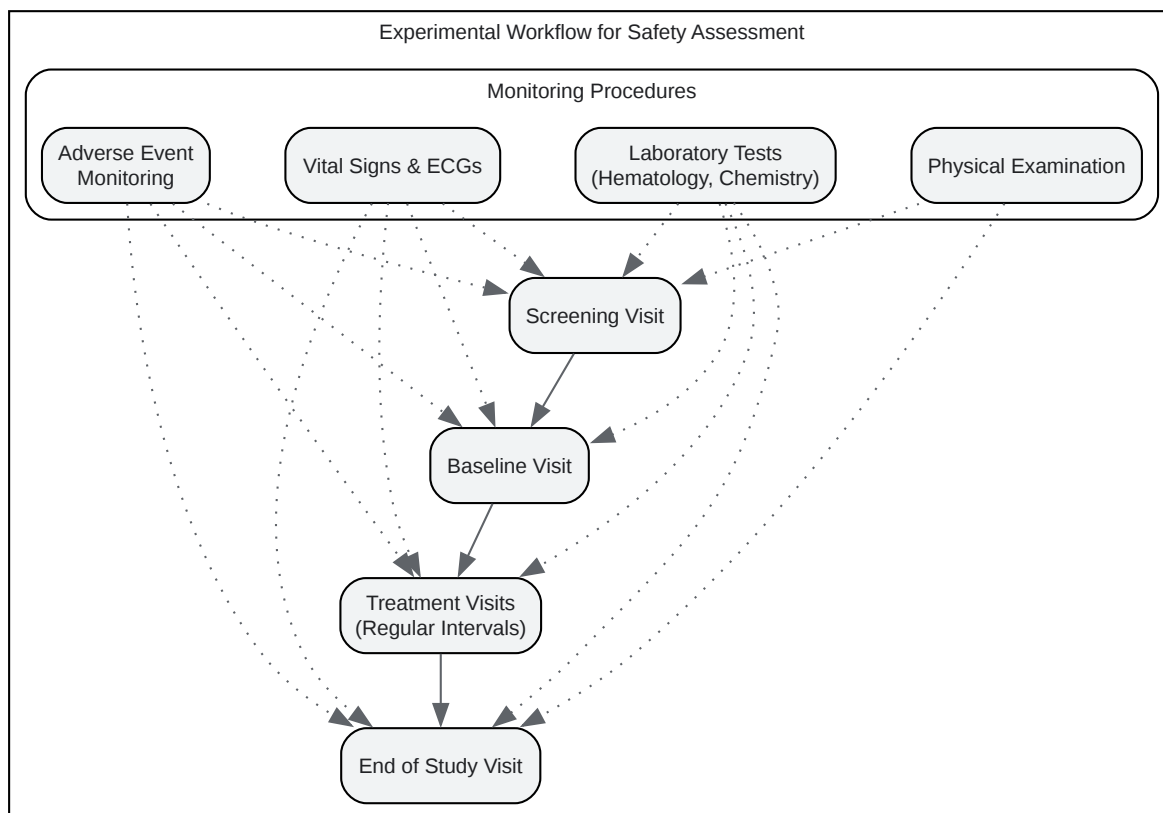 Experimental Workflow for Safety Assessment
Monitoring Procedures
Adverse Event
Monitoring
Vital Signs & ECGs
Laboratory Tests
(Hematology, Chemistry)
Physical Examination
Screening Visit
Baseline Visit
Treatment Visits
(Regular Intervals)
End of Study Visit